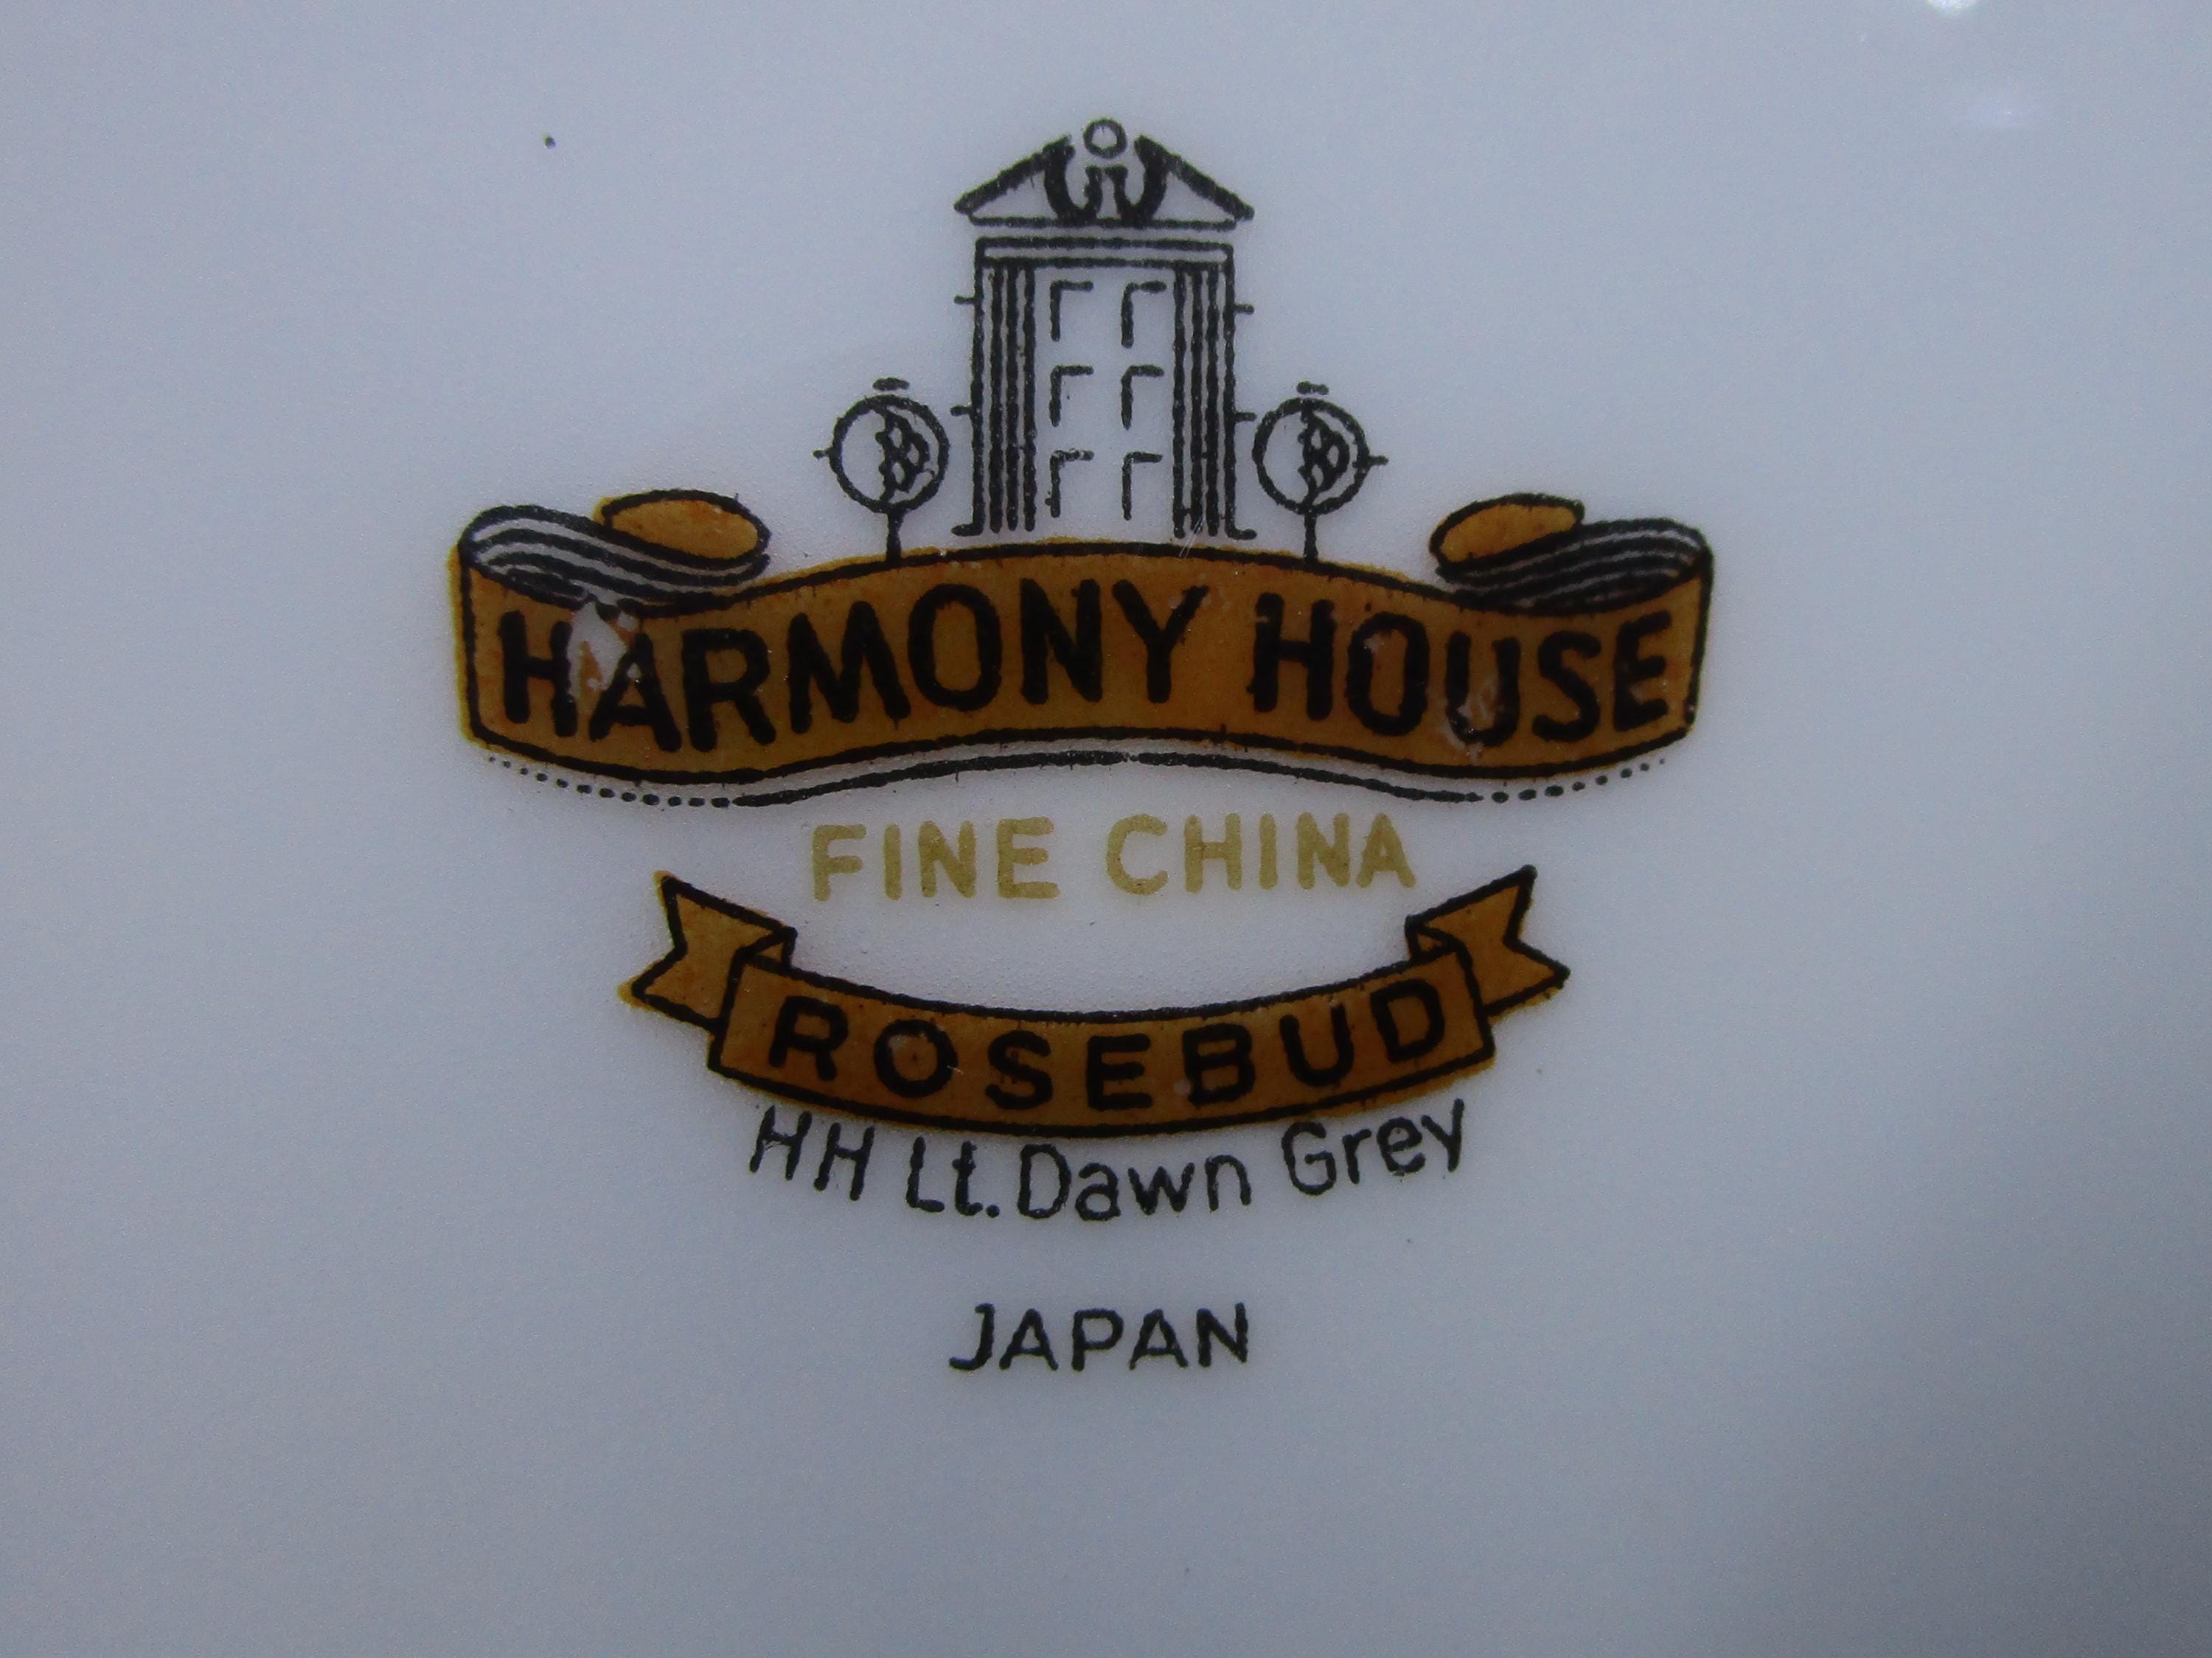 HARMONY HOUSE
FINE CHINA
ROSEBUD
HH Lt. Dawn Grey
JAPAN